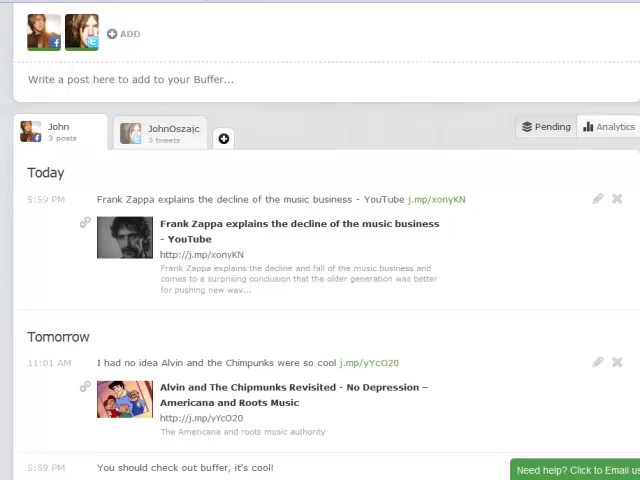 ADD
Write a post here to add to your Buffer...
John
3 posts
JohnOszajc
3 tweets
Pending
Analytics
Today
5:59 PM
Frank Zappa explains the decline of the music business - YouTube j.mp/xonyKN
Frank Zappa explains the decline of the music business
- YouTube
http://j.mp/xonyKN
Frank Zappa explains the decline and fall of the music business and
comes to a surprising conclusion that the older generation was better
for pushing new wav...
Tomorrow
11:01 AM
I had no idea Alvin and the Chimpunks were so cool j.mp/yYcO20
Alvin and The Chipmunks Revisited - No Depression –
Americana and Roots Music
http://j.mp/yYcO20
The Americana and roots music authority
5:59 PM
You should check out buffer, it's cool!
Need help? Click to Email us